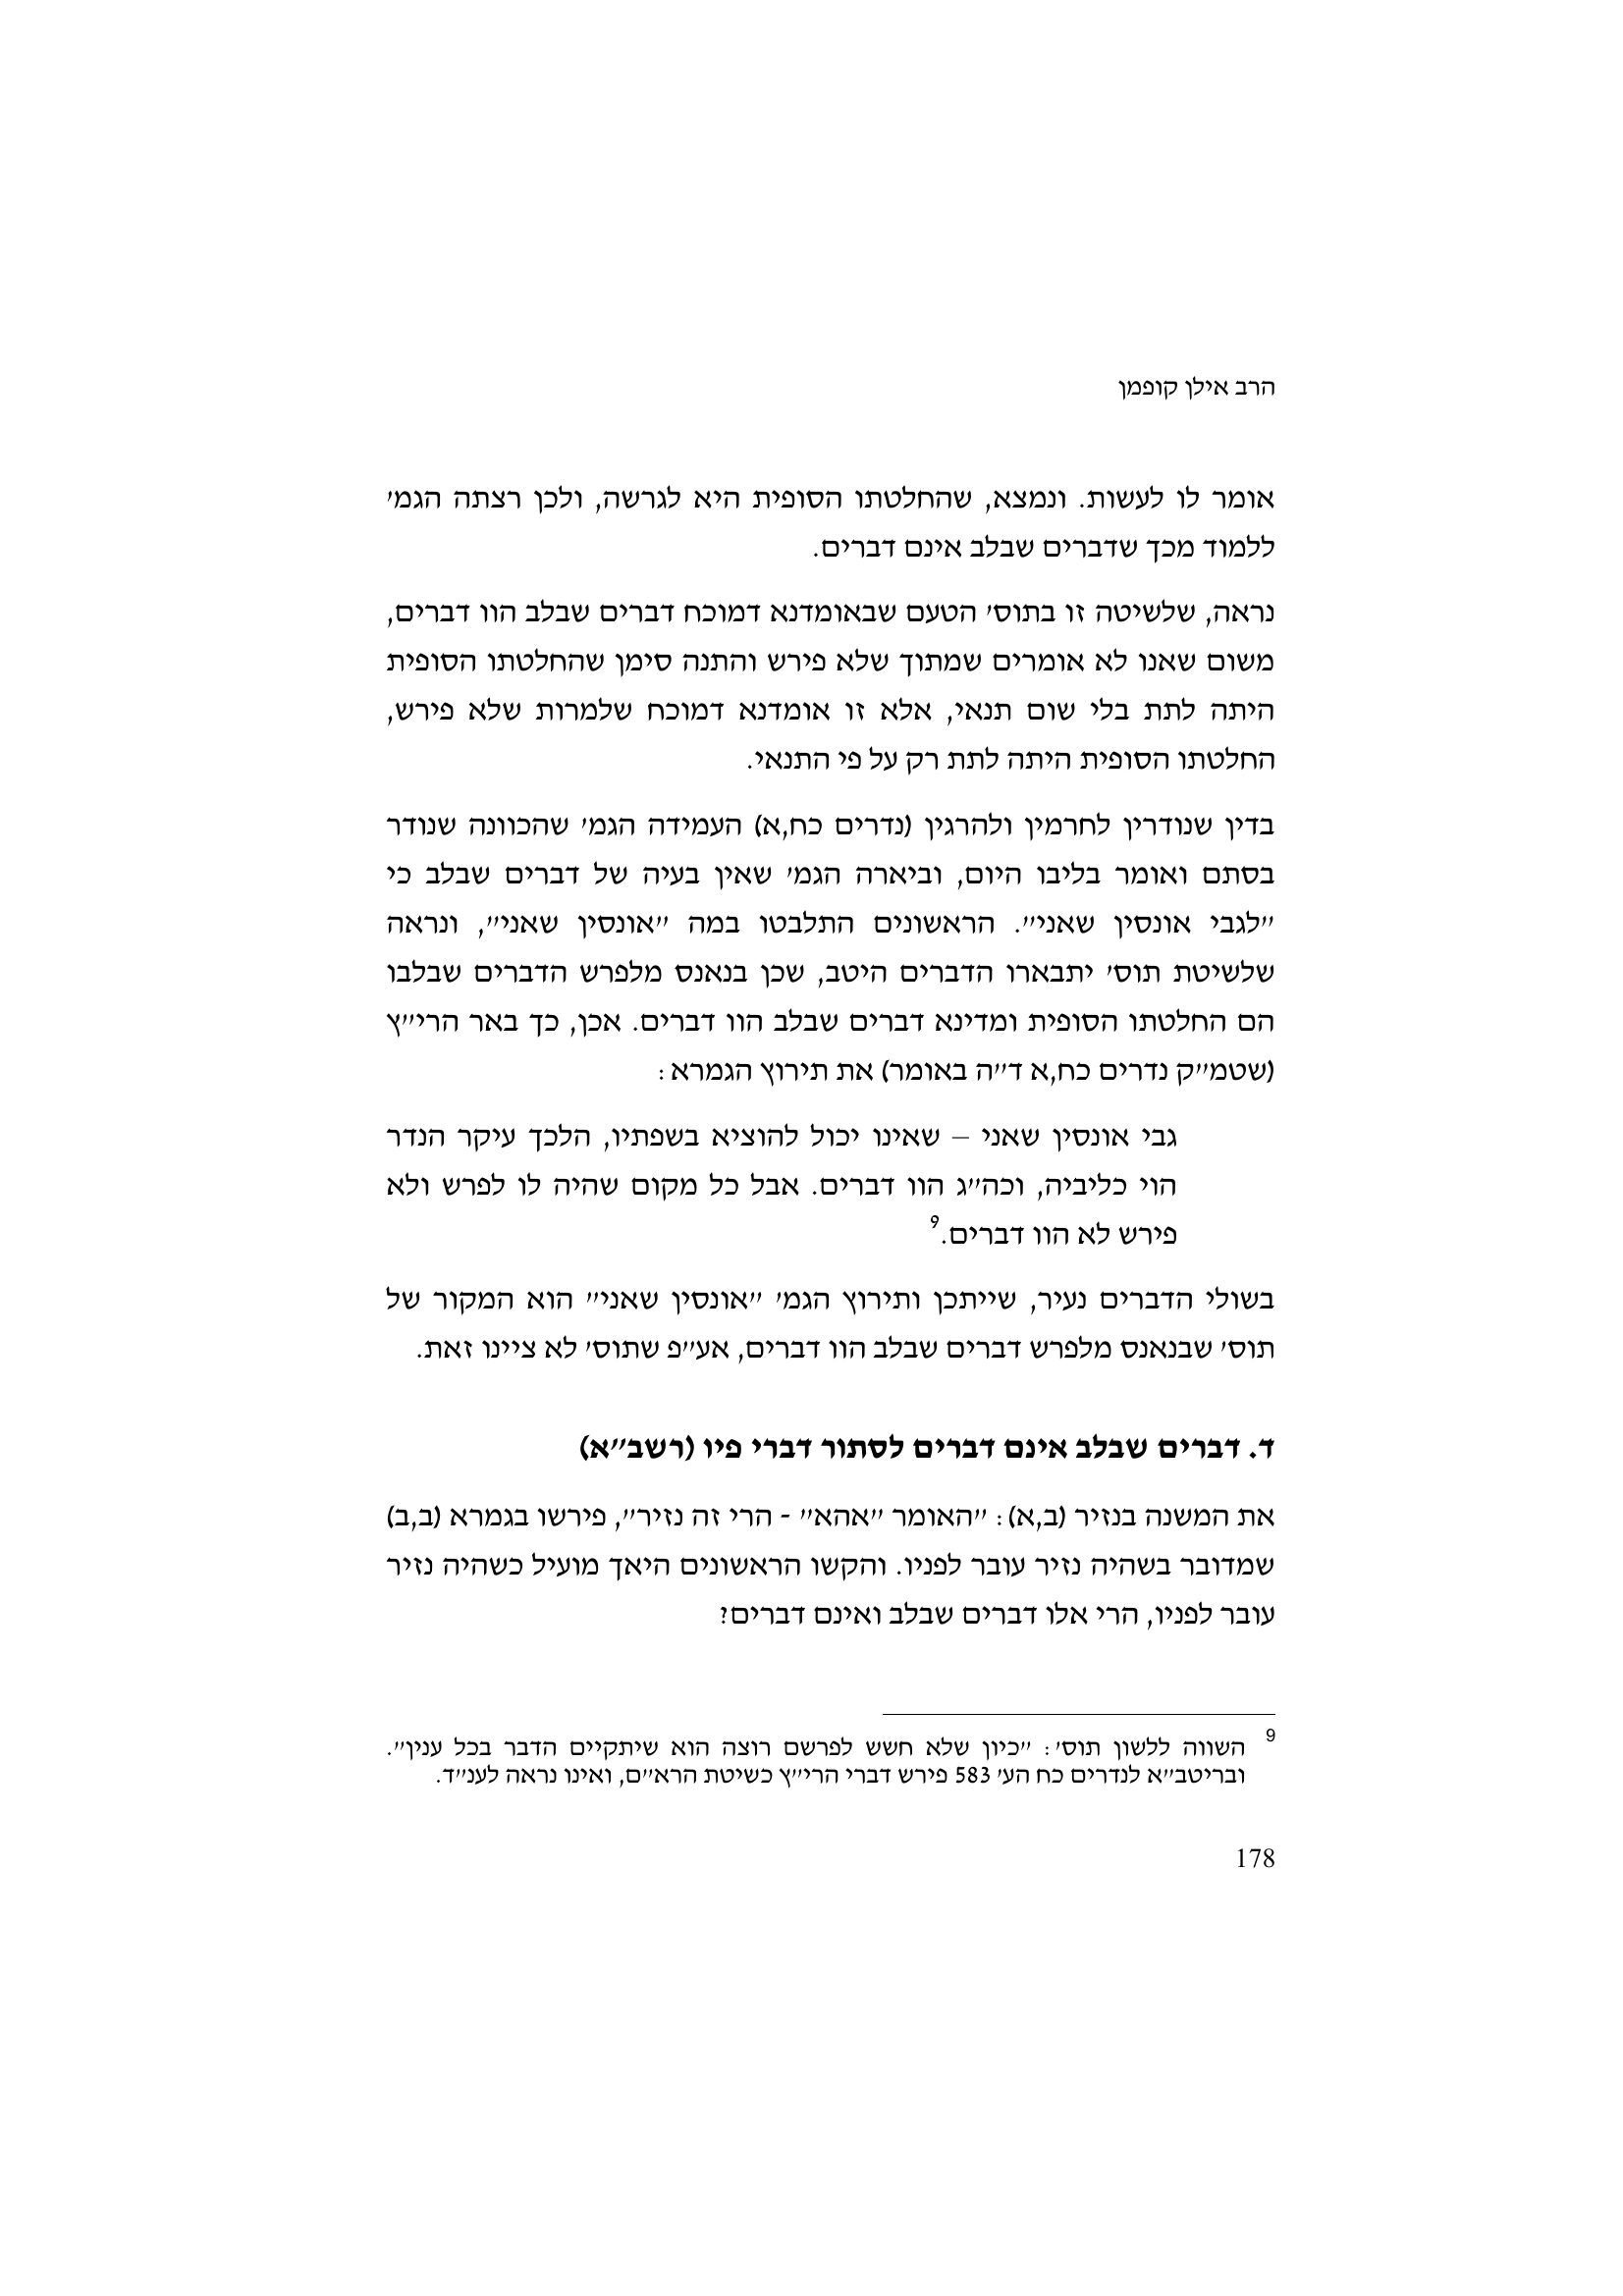 הרב אילן קופמן
אומר לו לעשות. ונמצא, שהחלטתו הסופית היא לגרשה, ולכן רצתה הגמ'
ללמוד מכך שדברים שבלב אינם דברים.
נראה, שלשיטה זו בתוס' הטעם שבאומדנא דמוכח דברים שבלב הוו דברים,
משום שאנו לא אומרים שמתוך שלא פירש והתנה סימן שהחלטתו הסופית
היתה לתת בלי שום תנאי, אלא זו אומדנא דמוכח שלמרות שלא פירש,
החלטתו הסופית היתה לתת רק על פי התנאי.
בדין שנודרין לחרמין ולהרגין (נדרים כח,א) העמידה הגמ' שהכוונה שנודר
בסתם ואומר בליבו היום, וביארה הגמ' שאין בעיה של דברים שבלב כי
"לגבי אונסין שאני". הראשונים התלבטו במה "אונסין שאני", ונראה
שלשיטת תוס' יתבארו הדברים היטב, שכן בנאנס מלפרש הדברים שבלבו
הם החלטתו הסופית ומדינא דברים שבלב הוו דברים. אכן, כך באר הרי"ץ
(שטמ"ק נדרים כח,א ד"ה באומר) את תירוץ הגמרא:
גבי אונסין שאני – שאינו יכול להוציא בשפתיו, הלכך עיקר הנדר
הוי כליביה, וכה"ג הוו דברים. אבל כל מקום שהיה לו לפרש ולא
פירש לא הוו דברים.9
בשולי הדברים נעיר, שייתכן ותירוץ הגמ' "אונסין שאני" הוא המקור של
תוס' שבנאנס מלפרש דברים שבלב הוו דברים, אע"פ שתוס' לא ציינו זאת.
ד. דברים שבלב אינם דברים לסתור דברי פיו (רשב"א)
את המשנה בנזיר (ב,א): "האומר "אהא" - הרי זה נזיר", פירשו בגמרא (ב,ב)
שמדובר בשהיה נזיר עובר לפניו. והקשו הראשונים היאך מועיל כשהיה נזיר
עובר לפניו, הרי אלו דברים שבלב ואינם דברים?
9 השווה ללשון תוס': "כיון שלא חשש לפרשם רוצה הוא שיתקיים הדבר בכל ענין".
ובריטב"א לנדרים כח הע' 583 פירש דברי הרי"ץ כשיטת הרא"ם, ואינו נראה לענ"ד.
178